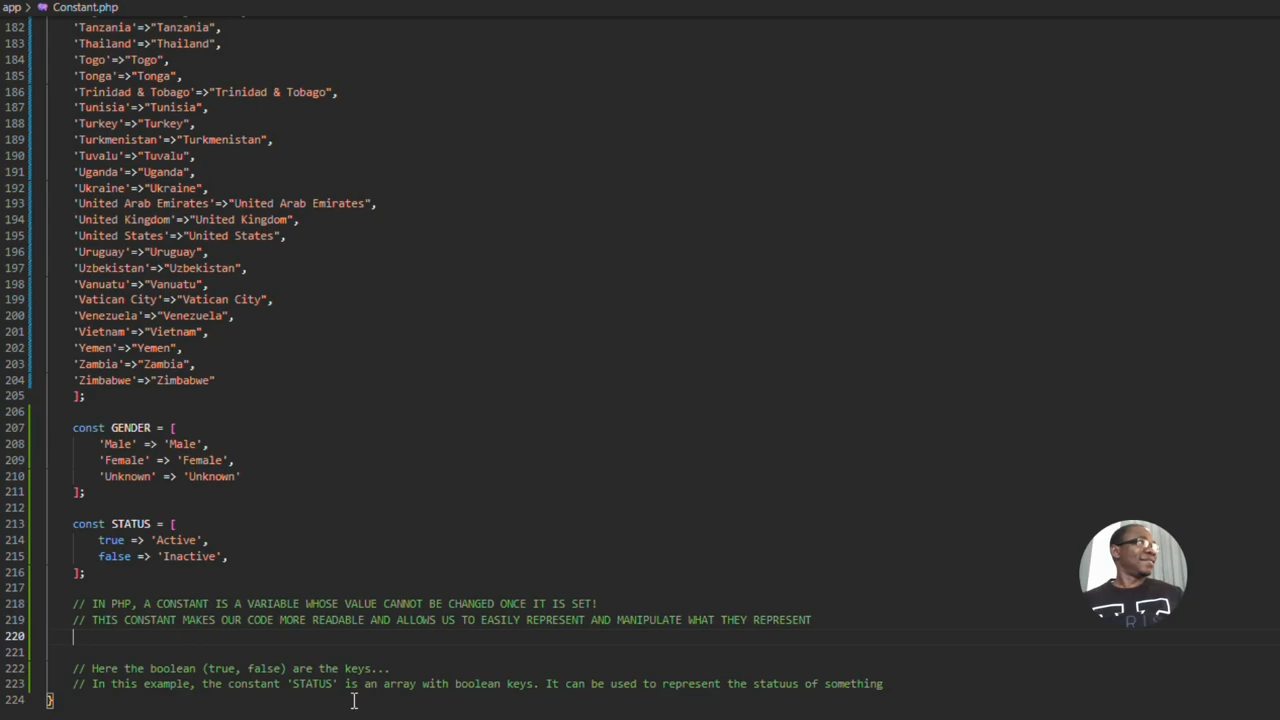 app > Constant.php
182 'Tanzania'=>"Tanzania",
183 'Thailand'=>"Thailand",
184 'Togo'=>"Togo",
185 'Tonga'=>"Tonga",
186 'Trinidad & Tobago'=>"Trinidad & Tobago",
187 'Tunisia'=>"Tunisia",
188 'Turkey'=>"Turkey",
189 'Turkmenistan'=>"Turkmenistan",
190 'Tuvalu'=>"Tuvalu",
191 'Uganda'=>"Uganda",
192 'Ukraine'=>"Ukraine",
193 'United Arab Emirates'=>"United Arab Emirates",
194 'United Kingdom'=>"United Kingdom",
195 'United States'=>"United States",
196 'Uruguay'=>"Uruguay",
197 'Uzbekistan'=>"Uzbekistan",
198 'Vanuatu'=>"Vanuatu",
199 'Vatican City'=>"Vatican City",
200 'Venezuela'=>"Venezuela",
201 'Vietnam'=>"Vietnam",
202 'Yemen'=>"Yemen",
203 'Zambia'=>"Zambia",
204 'Zimbabwe'=>"Zimbabwe"
205 ];
206
207 const GENDER = [
208 'Male' => 'Male',
209 'Female' => 'Female',
210 'Unknown' => 'Unknown'
211 ];
212
213 const STATUS = [
214 true => 'Active',
215 false => 'Inactive',
216 ];
217
218 // IN PHP, A CONSTANT IS A VARIABLE WHOSE VALUE CANNOT BE CHANGED ONCE IT IS SET!
219 // THIS CONSTANT MAKES OUR CODE MORE READABLE AND ALLOWS US TO EASILY REPRESENT AND MANIPULATE WHAT THEY REPRESENT
220
221
222 // Here the boolean (true, false) are the keys...
223 // In this example, the constant 'STATUS' is an array with boolean keys. It can be used to represent the statuus of something
224 }